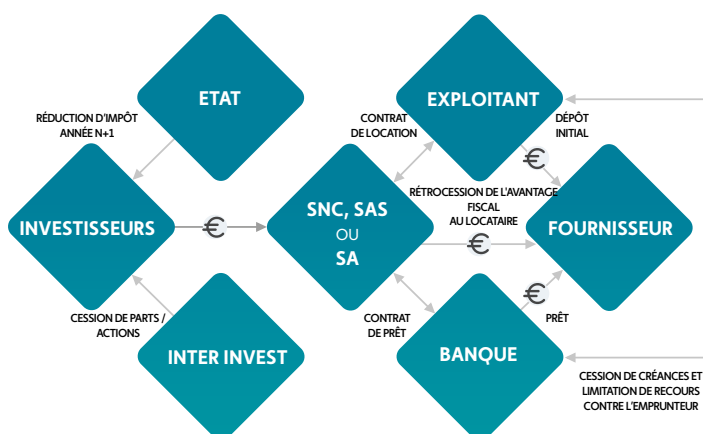 ETAT
EXPLOITANT
RÉDUCTION D'IMPÔT
ANNÉE N+1
CONTRAT
DE LOCATION
DÉPÔT
INITIAL
€
RÉTROCESSION DE L'AVANTAGE
FISCAL
AU LOCATAIRE
INVESTISSEURS
€
SNC, SAS
OU
SA
€
FOURNISSEUR
€
CESSION DE PARTS /
ACTIONS
CONTRAT
DE PRÊT
PRÊT
INTER INVEST
BANQUE
CESSION DE CRÉANCES ET
LIMITATION DE RECOURS
CONTRE L'EMPRUNTEUR